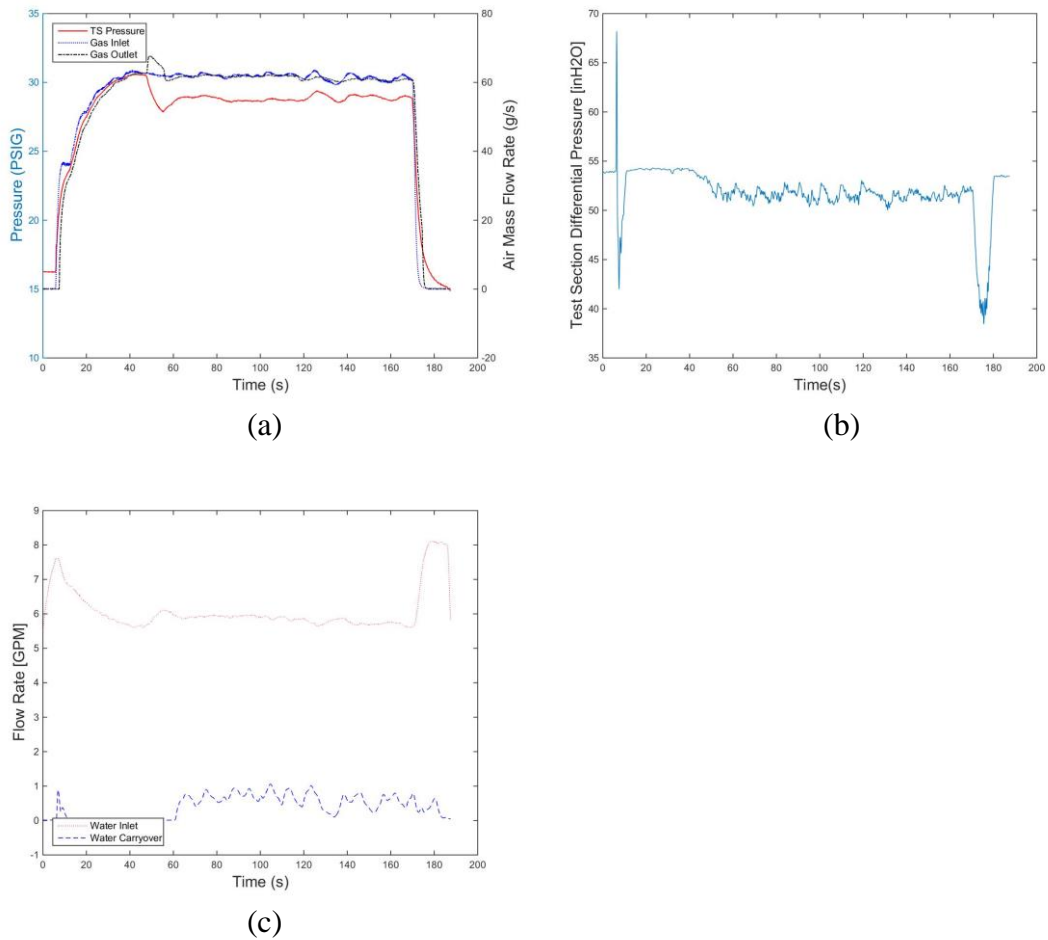 TS Pressure
Gas Inlet
Gas Outlet
Pressure (PSIG)
35
30
25
20
15
10
Air Mass Flow Rate (g/s)
80
60
40
20
0
-20
0 20 40 60 80 100 120 140 160 180 200
Time (s)
(a)
Test Section Differential Pressure [inH2O]
70
65
60
55
50
45
40
35
0 20 40 60 80 100 120 140 160 180 200
Time(s)
(b)
Flow Rate [GPM]
9
8
7
6
5
4
3
2
1
0
-1
Water Inlet
Water Carryover
0 20 40 60 80 100 120 140 160 180 200
Time (s)
(c)